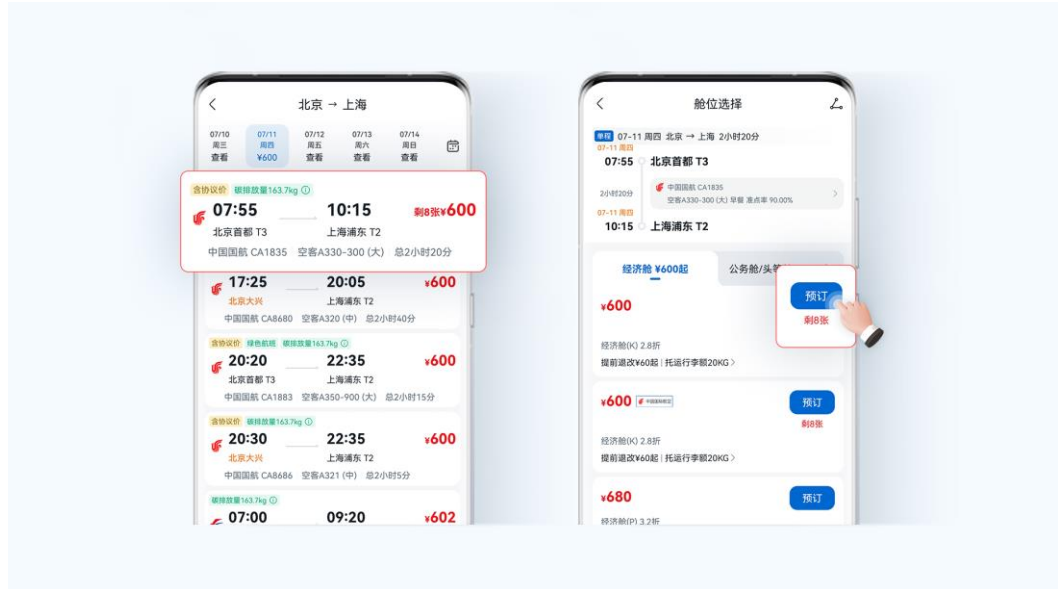 北京 → 上海
07/10 07/11 07/12 07/13 07/14
周三 周四 周五 周六 周日
查看 ¥600 查看 查看 查看
含协议价 碳排放量163.7kg
07:55 10:15 剩8张¥600
北京首都 T3 上海浦东 T2
中国国航 CA1835 空客A330-300 (大) 总2小时20分
17:25 20:05 ¥600
北京大兴 上海浦东 T2
中国国航 CA8680 空客A320 (中) 总2小时40分
含协议价 绿色航班 碳排放量163.7kg
20:20 22:35 ¥600
北京首都 T3 上海浦东 T2
中国国航 CA1883 空客A350-900 (大) 总2小时15分
含协议价 碳排放量163.7kg
20:30 22:35 ¥600
北京大兴 上海浦东 T2
中国国航 CA8686 空客A321 (中) 总2小时5分
碳排放量163.7kg
07:00 09:20 ¥602
舱位选择
单程 07-11 周四 北京 → 上海 2小时20分
07-11 周四
07:55 北京首都 T3
2小时20分 中国国航 CA1835
空客A330-300 (大) 早餐 准点率 90.00%
07-11 周四
10:15 上海浦东 T2
经济舱 ¥600起 公务舱/头
¥600 预订
剩8张
经济舱(K) 2.8折
提前退改¥60起 | 托运行李额20KG >
¥600 预订
剩8张
经济舱(K) 2.8折
提前退改¥60起 | 托运行李额20KG >
¥680 预订
经济舱(P) 3.2折